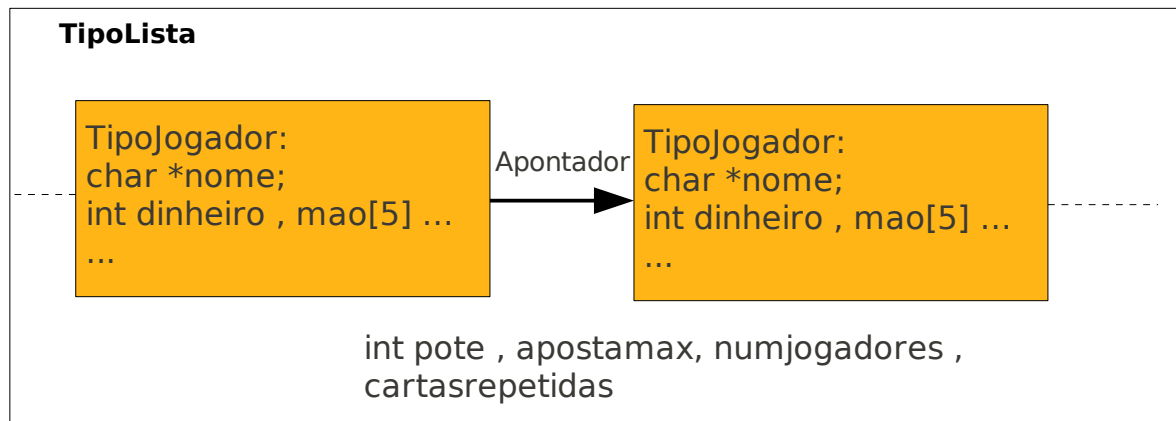 TipoLista
TipoJogador:
char *nome;
int dinheiro , mao[5] ...
...
Apontador
TipoJogador:
char *nome;
int dinheiro , mao[5] ...
...
int pote , apostamax, numjogadores ,
cartasrepetidas